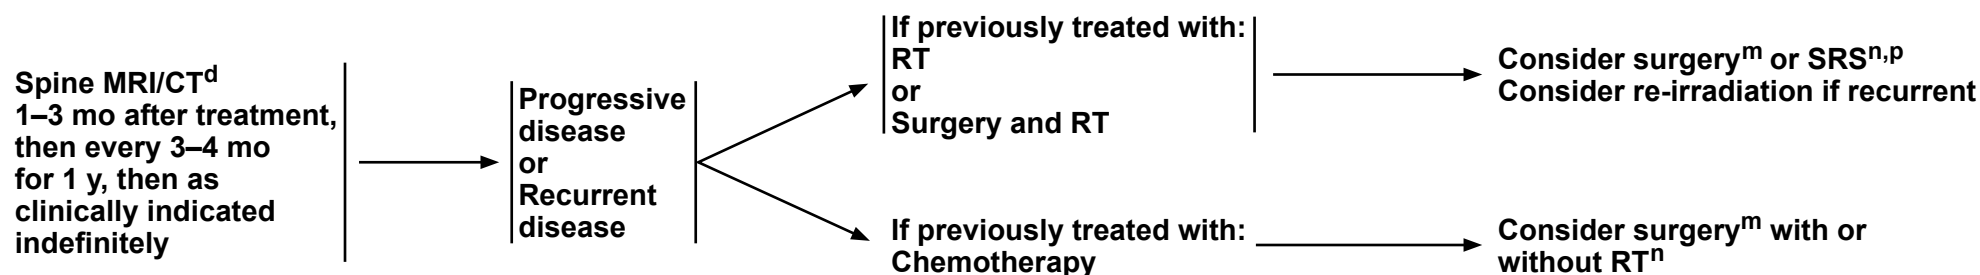 Spine MRI/CTd
1–3 mo after treatment,
then every 3–4 mo
for 1 y, then as
clinically indicated
indefinitely
Progressive
disease
or
Recurrent
disease
If previously treated with:
RT
or
Surgery and RT
Consider surgerym or SRSn,p
Consider re-irradiation if recurrent
If previously treated with:
Chemotherapy
Consider surgerym with or
without RTn